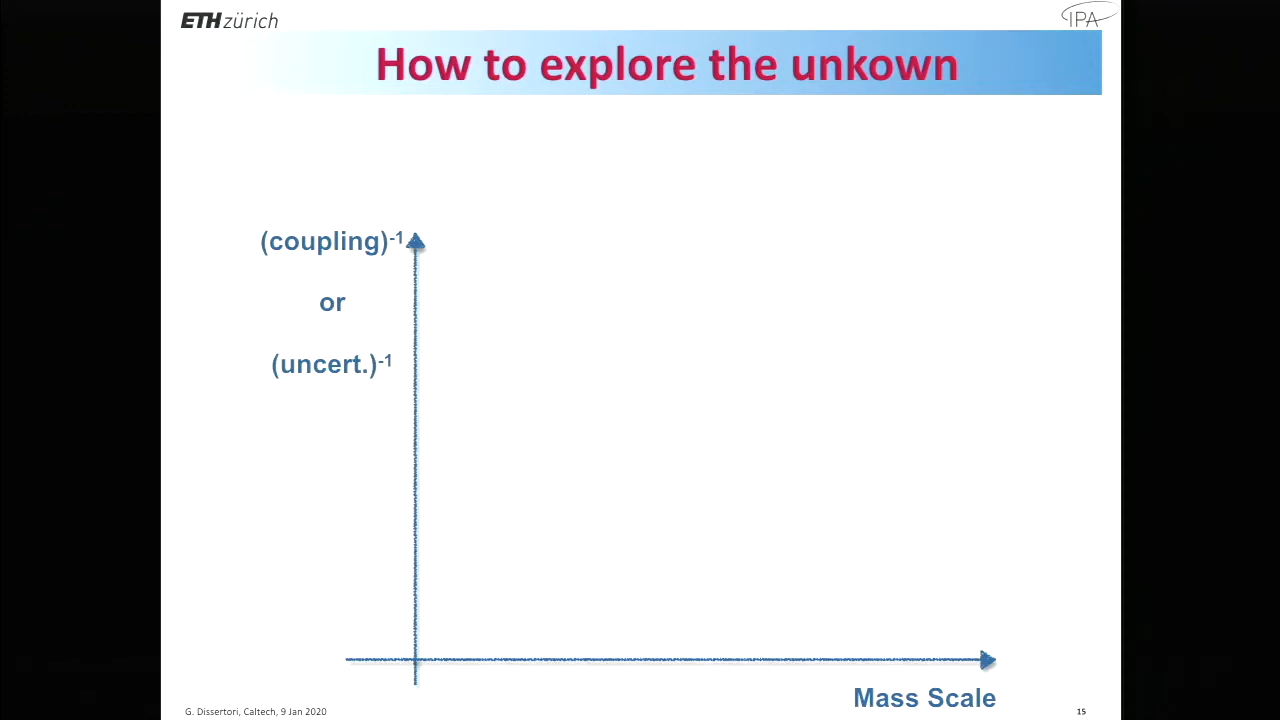 ETH zürich
IPA
How to explore the unkown
(coupling)-1
or
(uncert.)-1
Mass Scale
G. Dissertori, Caltech, 9 Jan 2020
15